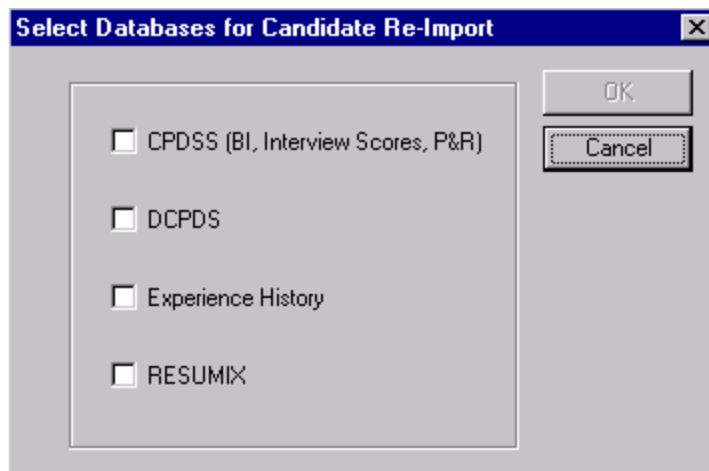 Select Databases for Candidate Re-Import
OK
CPDSS (BI, Interview Scores, P&R)
Cancel
DCPDS
Experience History
RESUMIX